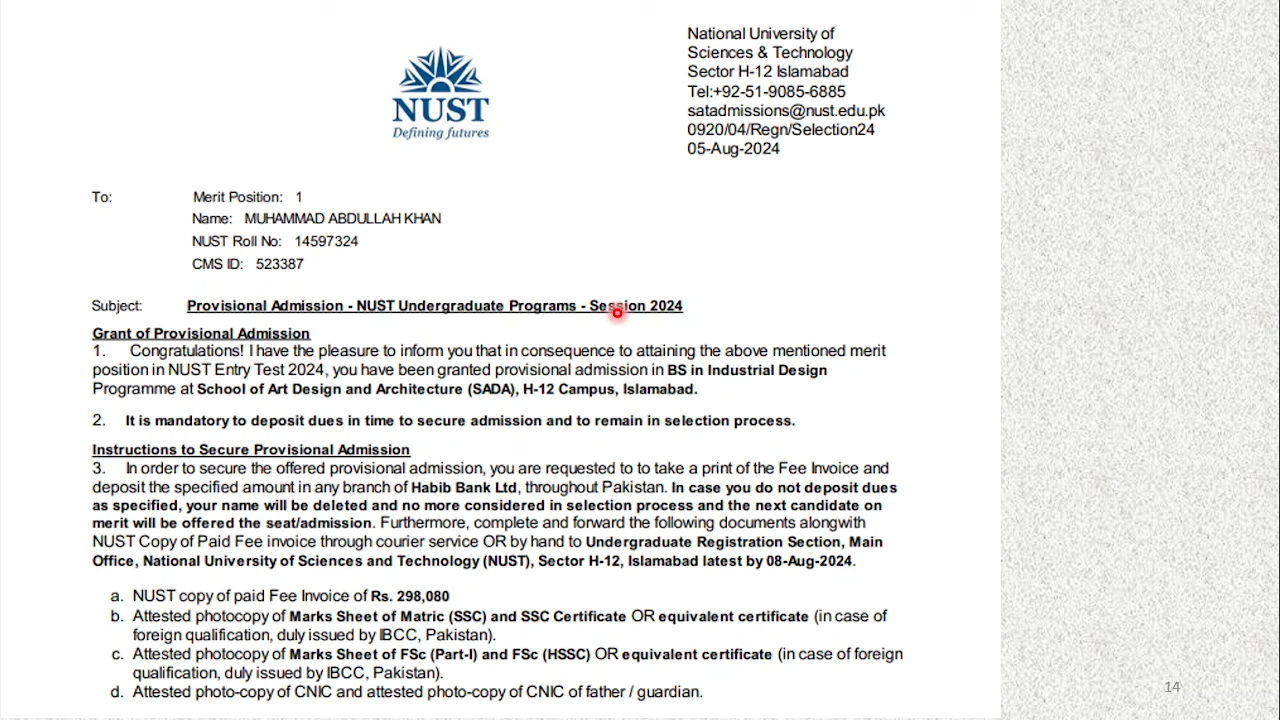 National University of
Sciences & Technology
Sector H-12 Islamabad
Tel:+92-51-9085-6885
satadmissions@nust.edu.pk
0920/04/Regn/Selection24
05-Aug-2024
NUST
Defining futures
To: Merit Position: 1
Name: MUHAMMAD ABDULLAH KHAN
NUST Roll No: 14597324
CMS ID: 523387
Subject: Provisional Admission - NUST Undergraduate Programs - Session 2024
Grant of Provisional Admission
1. Congratulations! I have the pleasure to inform you that in consequence to attaining the above mentioned merit
position in NUST Entry Test 2024, you have been granted provisional admission in BS in Industrial Design
Programme at School of Art Design and Architecture (SADA), H-12 Campus, Islamabad.
2. It is mandatory to deposit dues in time to secure admission and to remain in selection process.
Instructions to Secure Provisional Admission
3. In order to secure the offered provisional admission, you are requested to to take a print of the Fee Invoice and
deposit the specified amount in any branch of Habib Bank Ltd, throughout Pakistan. In case you do not deposit dues
as specified, your name will be deleted and no more considered in selection process and the next candidate on
merit will be offered the seat/admission. Furthermore, complete and forward the following documents alongwith
NUST Copy of Paid Fee invoice through courier service OR by hand to Undergraduate Registration Section, Main
Office, National University of Sciences and Technology (NUST), Sector H-12, Islamabad latest by 08-Aug-2024.
a. NUST copy of paid Fee Invoice of Rs. 298,080
b. Attested photocopy of Marks Sheet of Matric (SSC) and SSC Certificate OR equivalent certificate (in case of
foreign qualification, duly issued by IBCC, Pakistan).
c. Attested photocopy of Marks Sheet of FSc (Part-I) and FSc (HSSC) OR equivalent certificate (in case of foreign
qualification, duly issued by IBCC, Pakistan).
d. Attested photo-copy of CNIC and attested photo-copy of CNIC of father / guardian.
14